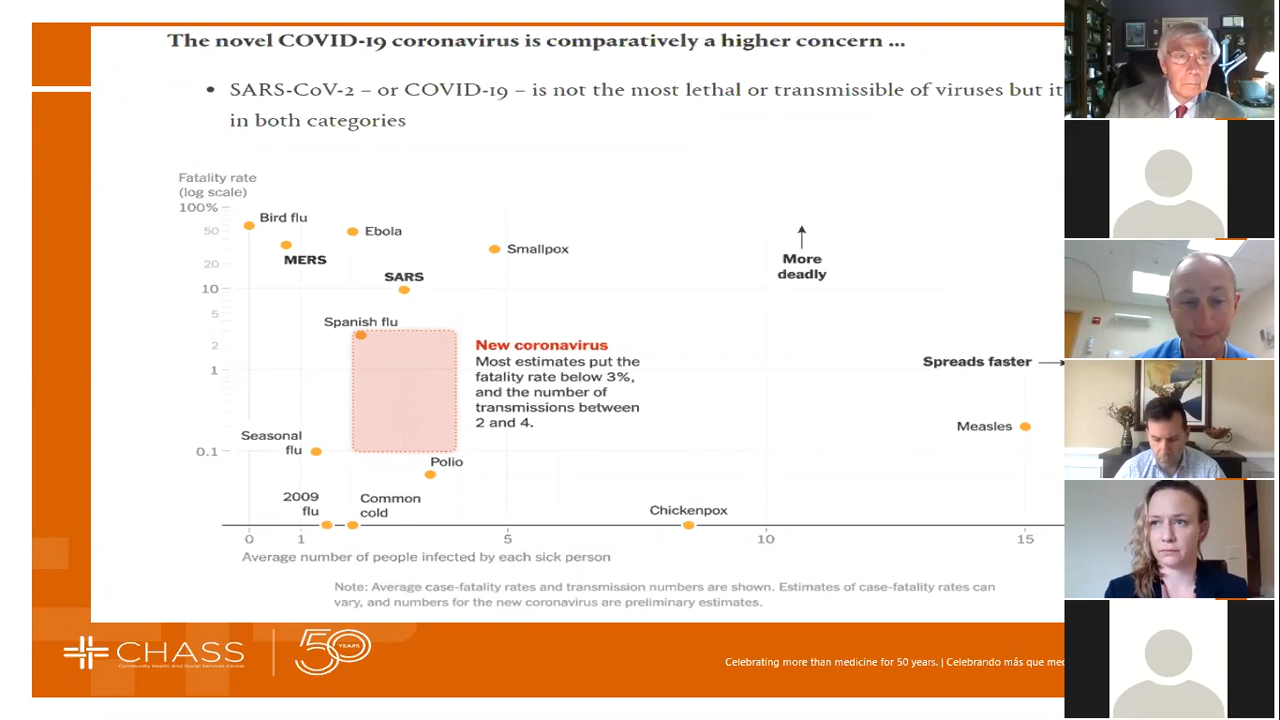 The novel COVID-19 coronavirus is comparatively a higher concern ...
• SARS-CoV-2 – or COVID-19 – is not the most lethal or transmissible of viruses but it
in both categories
Fatality rate
(log scale)
100%
50
20
10
5
2
1
0.1
Bird flu
Ebola
MERS
Smallpox
SARS
More
deadly
Spanish flu
New coronavirus
Most estimates put the
fatality rate below 3%,
and the number of
transmissions between
2 and 4.
Spreads faster
Measles
Seasonal
flu
Polio
2009
flu
Common
cold
Chickenpox
0 1 5 10 15
Average number of people infected by each sick person
Note: Average case-fatality rates and transmission numbers are shown. Estimates of case-fatality rates can
vary, and numbers for the new coronavirus are preliminary estimates.
CHASS
Community Health And Social Services Center
50 YEARS
Celebrating more than medicine for 50 years. | Celebrando más que